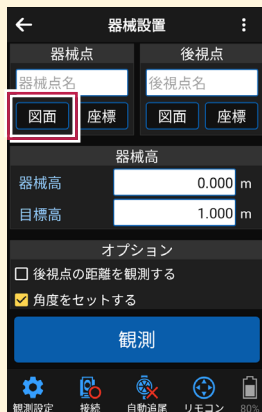 器械設置
器械点 後視点
器械点名 後視点名
図面 座標 図面 座標
器械高
器械高 0.000 m
目標高 1.000 m
オプション
後視点の距離を観測する
角度をセットする
観測
観測設定 接続 自動追尾 リモコン 80%